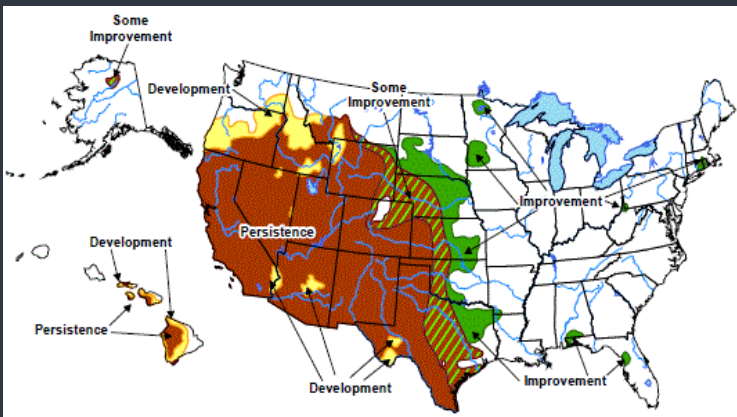 Some
Improvement
Development
Some
Improvement
Improvement
Persistence
Development
Persistence
Development
Improvement